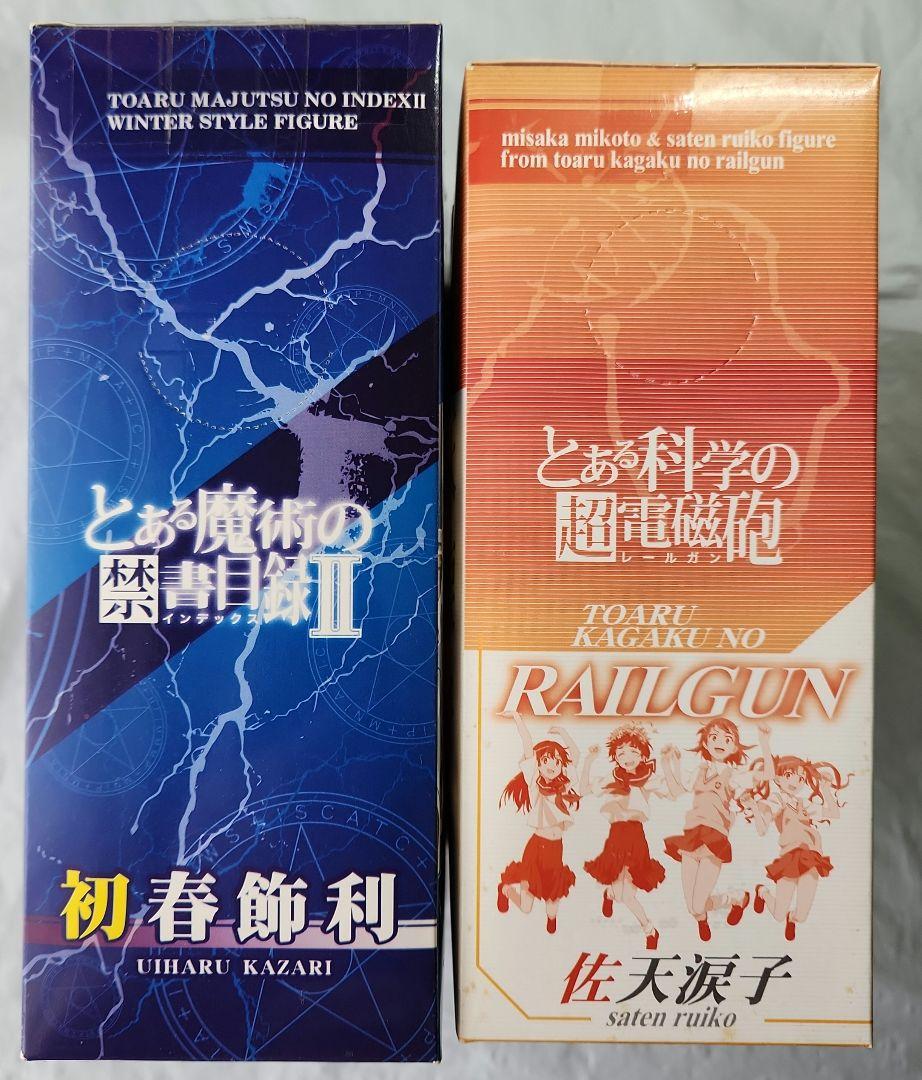 TOARU MAJUTSU NO INDEXII
WINTER STYLE FIGURE
とある魔術の
禁書目録II
インデックス
初春飾利
UIHARU KAZARI
misaka mikoto & saten ruiko figure
from toaru kagaku no railgun
とある科学の
超電磁砲
レールガン
TOARU
KAGAKU NO
RAILGUN
佐天涙子
saten ruiko